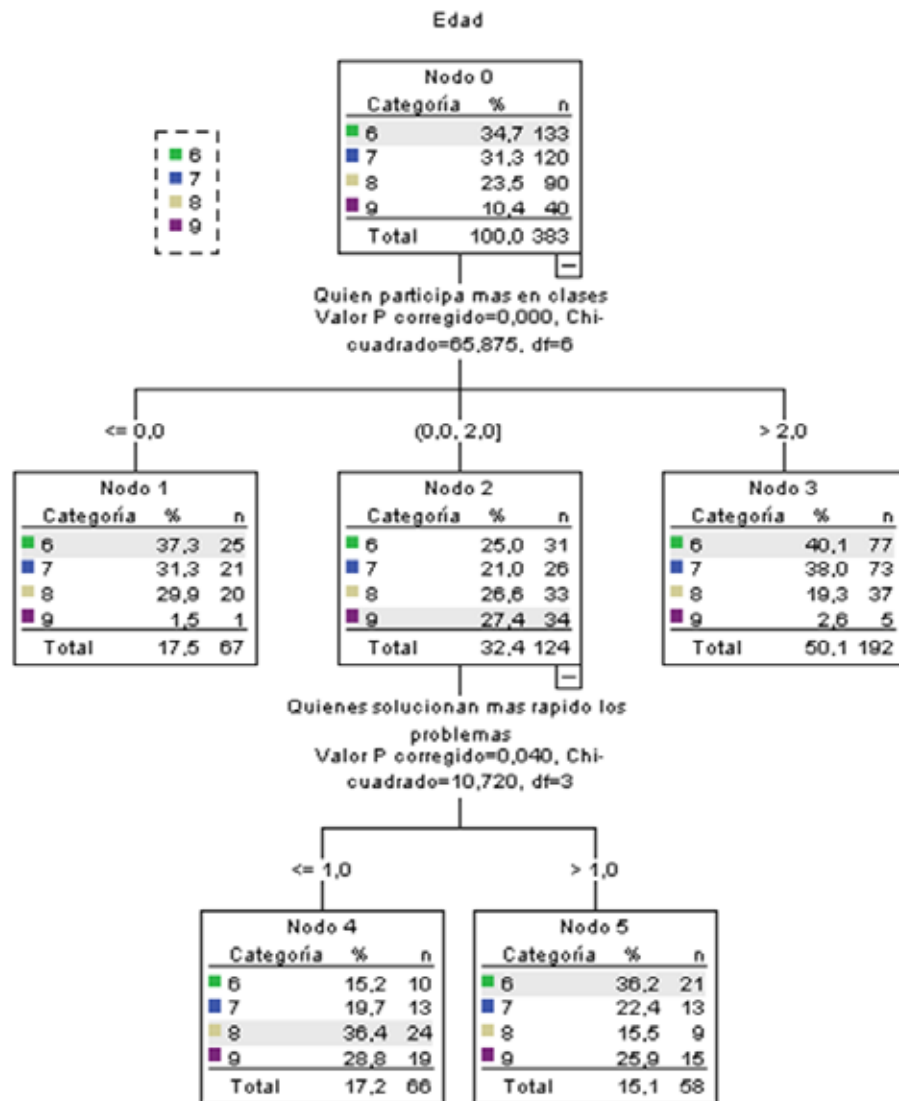 Edad
Nodo 0
Categoría % n
6 34,7 133
7 31,3 120
8 23,5 90
9 10,4 40
Total 100,0 383
6
7
8
9
Quien participa mas en clases
Valor P corregido=0,000, Chi-
cuadrado=65,875, df=6
<= 0,0
(0,0, 2,0]
> 2,0
Nodo 1
Categoría % n
6 37,3 25
7 31,3 21
8 29,9 20
9 1,5 1
Total 17,5 67
Nodo 2
Categoría % n
6 25,0 31
7 21,0 26
8 26,6 33
9 27,4 34
Total 32,4 124
Nodo 3
Categoría % n
6 40,1 77
7 38,0 73
8 19,3 37
9 2,6 5
Total 50,1 192
Quienes solucionan mas rapido los
problemas
Valor P corregido=0,040, Chi-
cuadrado=10,720, df=3
<= 1,0
> 1,0
Nodo 4
Categoría % n
6 15,2 10
7 19,7 13
8 36,4 24
9 28,8 19
Total 17,2 66
Nodo 5
Categoría % n
6 36,2 21
7 22,4 13
8 15,5 9
9 25,9 15
Total 15,1 58